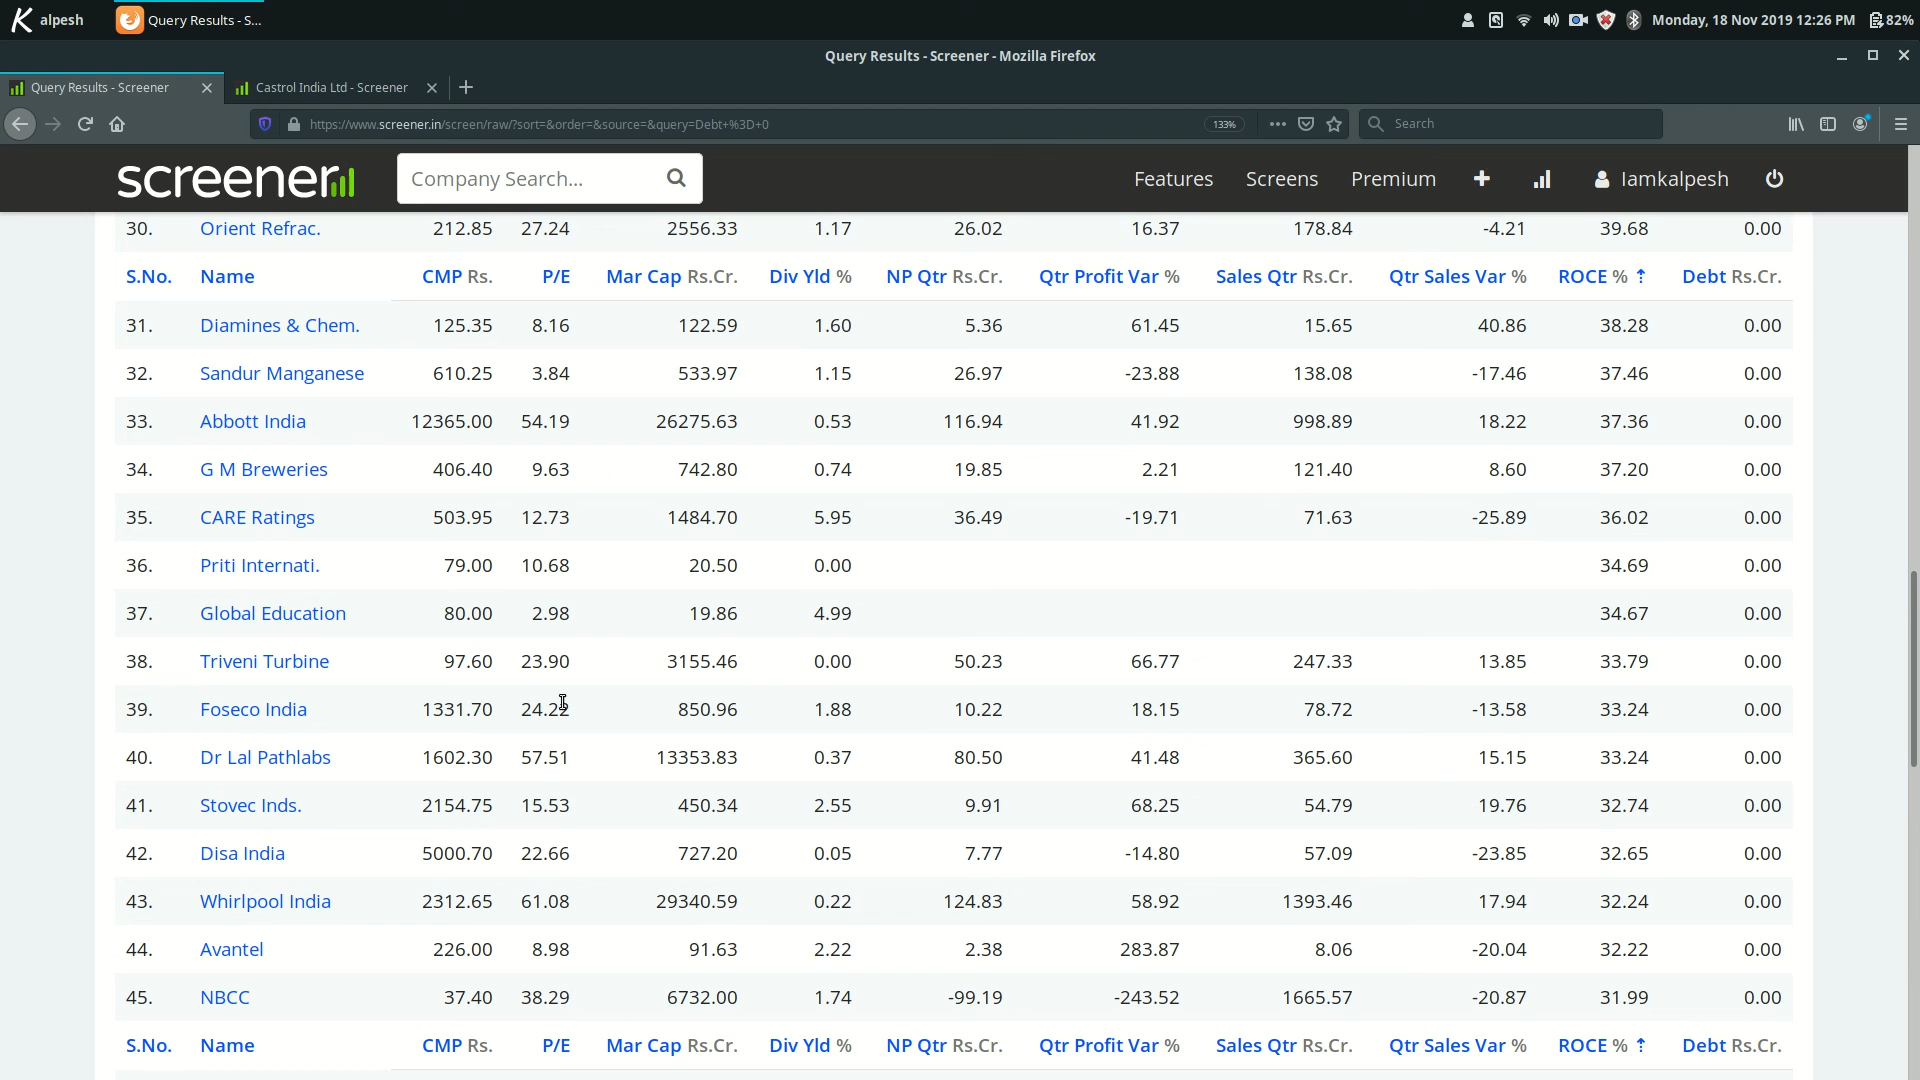 alpesh Query Results - S... Monday, 18 Nov 2019 12:26 PM 82%
Query Results - Screener - Mozilla Firefox
Query Results - Screener Castrol India Ltd - Screener
https://www.screener.in/screen/raw/?sort=&order=&source=&query=Debt+%3D+0 133% Search
screener Company Search... Features Screens Premium Iamkalpesh
30. Orient Refrac. 212.85 27.24 2556.33 1.17 26.02 16.37 178.84 -4.21 39.68 0.00
S.No. Name CMP Rs. P/E Mar Cap Rs.Cr. Div Yld % NP Qtr Rs.Cr. Qtr Profit Var % Sales Qtr Rs.Cr. Qtr Sales Var % ROCE % ⇡ Debt Rs.Cr.
31. Diamines & Chem. 125.35 8.16 122.59 1.60 5.36 61.45 15.65 40.86 38.28 0.00
32. Sandur Manganese 610.25 3.84 533.97 1.15 26.97 -23.88 138.08 -17.46 37.46 0.00
33. Abbott India 12365.00 54.19 26275.63 0.53 116.94 41.92 998.89 18.22 37.36 0.00
34. G M Breweries 406.40 9.63 742.80 0.74 19.85 2.21 121.40 8.60 37.20 0.00
35. CARE Ratings 503.95 12.73 1484.70 5.95 36.49 -19.71 71.63 -25.89 36.02 0.00
36. Priti Internati. 79.00 10.68 20.50 0.00 34.69 0.00
37. Global Education 80.00 2.98 19.86 4.99 34.67 0.00
38. Triveni Turbine 97.60 23.90 3155.46 0.00 50.23 66.77 247.33 13.85 33.79 0.00
39. Foseco India 1331.70 24.22 850.96 1.88 10.22 18.15 78.72 -13.58 33.24 0.00
40. Dr Lal Pathlabs 1602.30 57.51 13353.83 0.37 80.50 41.48 365.60 15.15 33.24 0.00
41. Stovec Inds. 2154.75 15.53 450.34 2.55 9.91 68.25 54.79 19.76 32.74 0.00
42. Disa India 5000.70 22.66 727.20 0.05 7.77 -14.80 57.09 -23.85 32.65 0.00
43. Whirlpool India 2312.65 61.08 29340.59 0.22 124.83 58.92 1393.46 17.94 32.24 0.00
44. Avantel 226.00 8.98 91.63 2.22 2.38 283.87 8.06 -20.04 32.22 0.00
45. NBCC 37.40 38.29 6732.00 1.74 -99.19 -243.52 1665.57 -20.87 31.99 0.00
S.No. Name CMP Rs. P/E Mar Cap Rs.Cr. Div Yld % NP Qtr Rs.Cr. Qtr Profit Var % Sales Qtr Rs.Cr. Qtr Sales Var % ROCE % ⇡ Debt Rs.Cr.